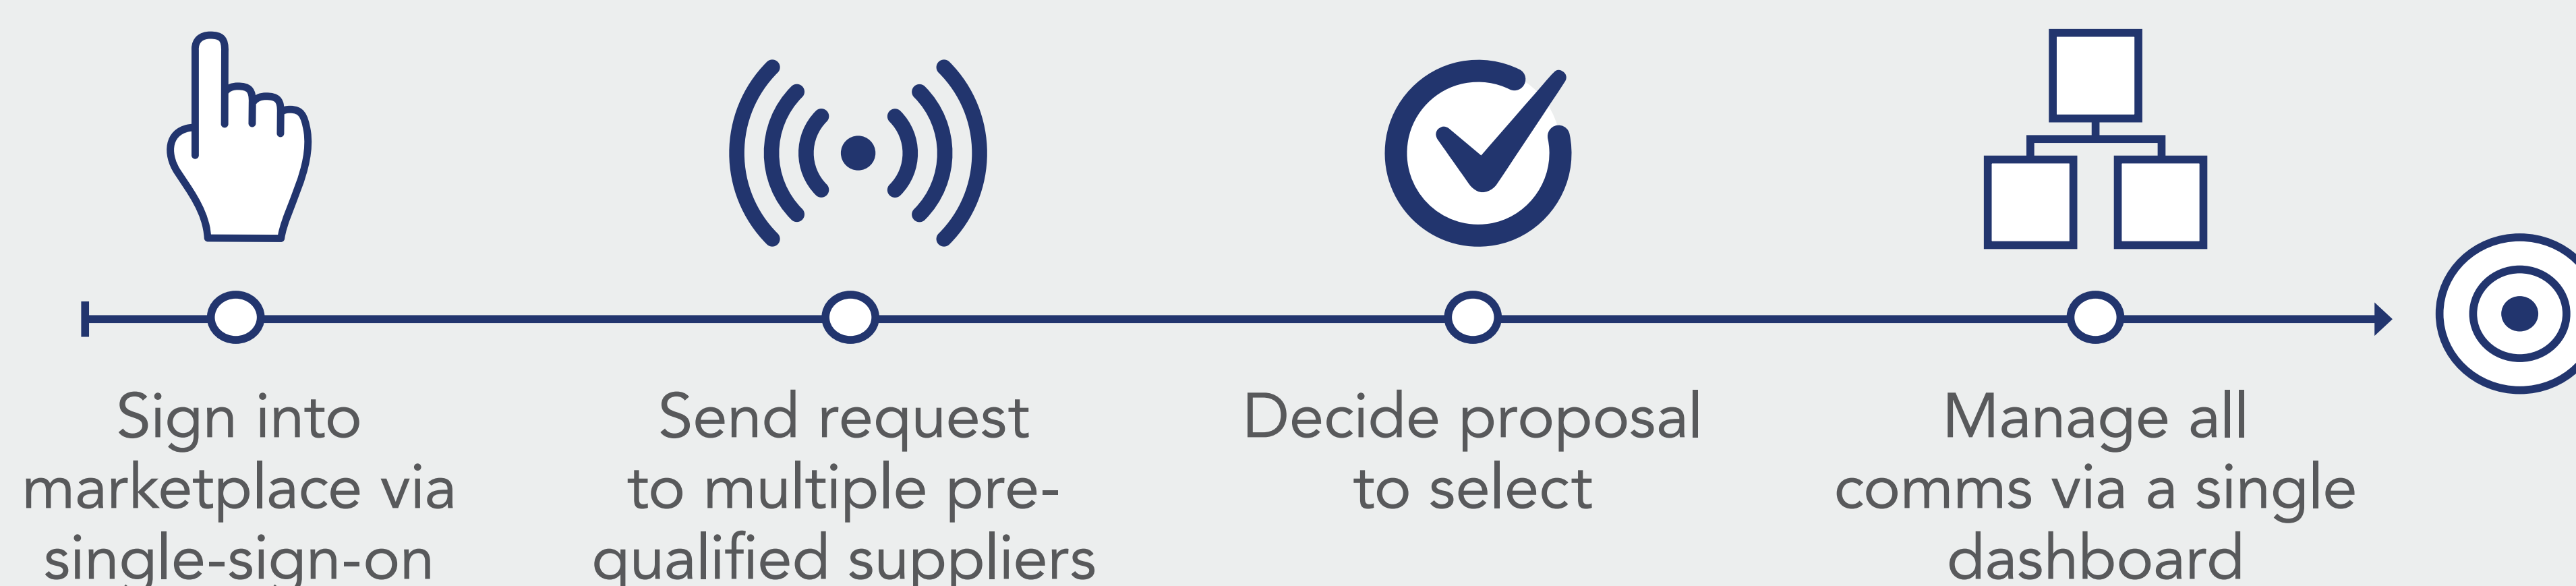 Sign into
marketplace via
single-sign-on
Send request
to multiple pre-
qualified suppliers
Decide proposal
to select
Manage all
comms via a single
dashboard